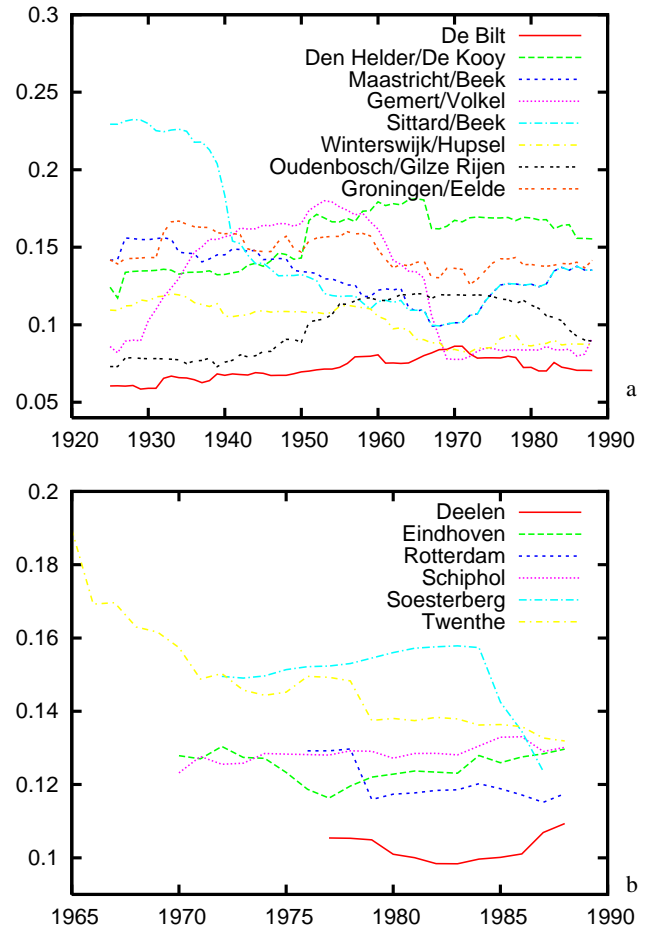 0.3
0.25
0.2
0.15
0.1
0.05
De Bilt
Den Helder/De Kooy
Maastricht/Beek
Gemert/Volkel
Sittard/Beek
Winterswijk/Hupsel
Oudenbosch/Gilze Rijen
Groningen/Eelde
1920 1930 1940 1950 1960 1970 1980 1990
a
0.2
0.18
0.16
0.14
0.12
0.1
Deelen
Eindhoven
Rotterdam
Schiphol
Soesterberg
Twenthe
1965 1970 1975 1980 1985 1990
b